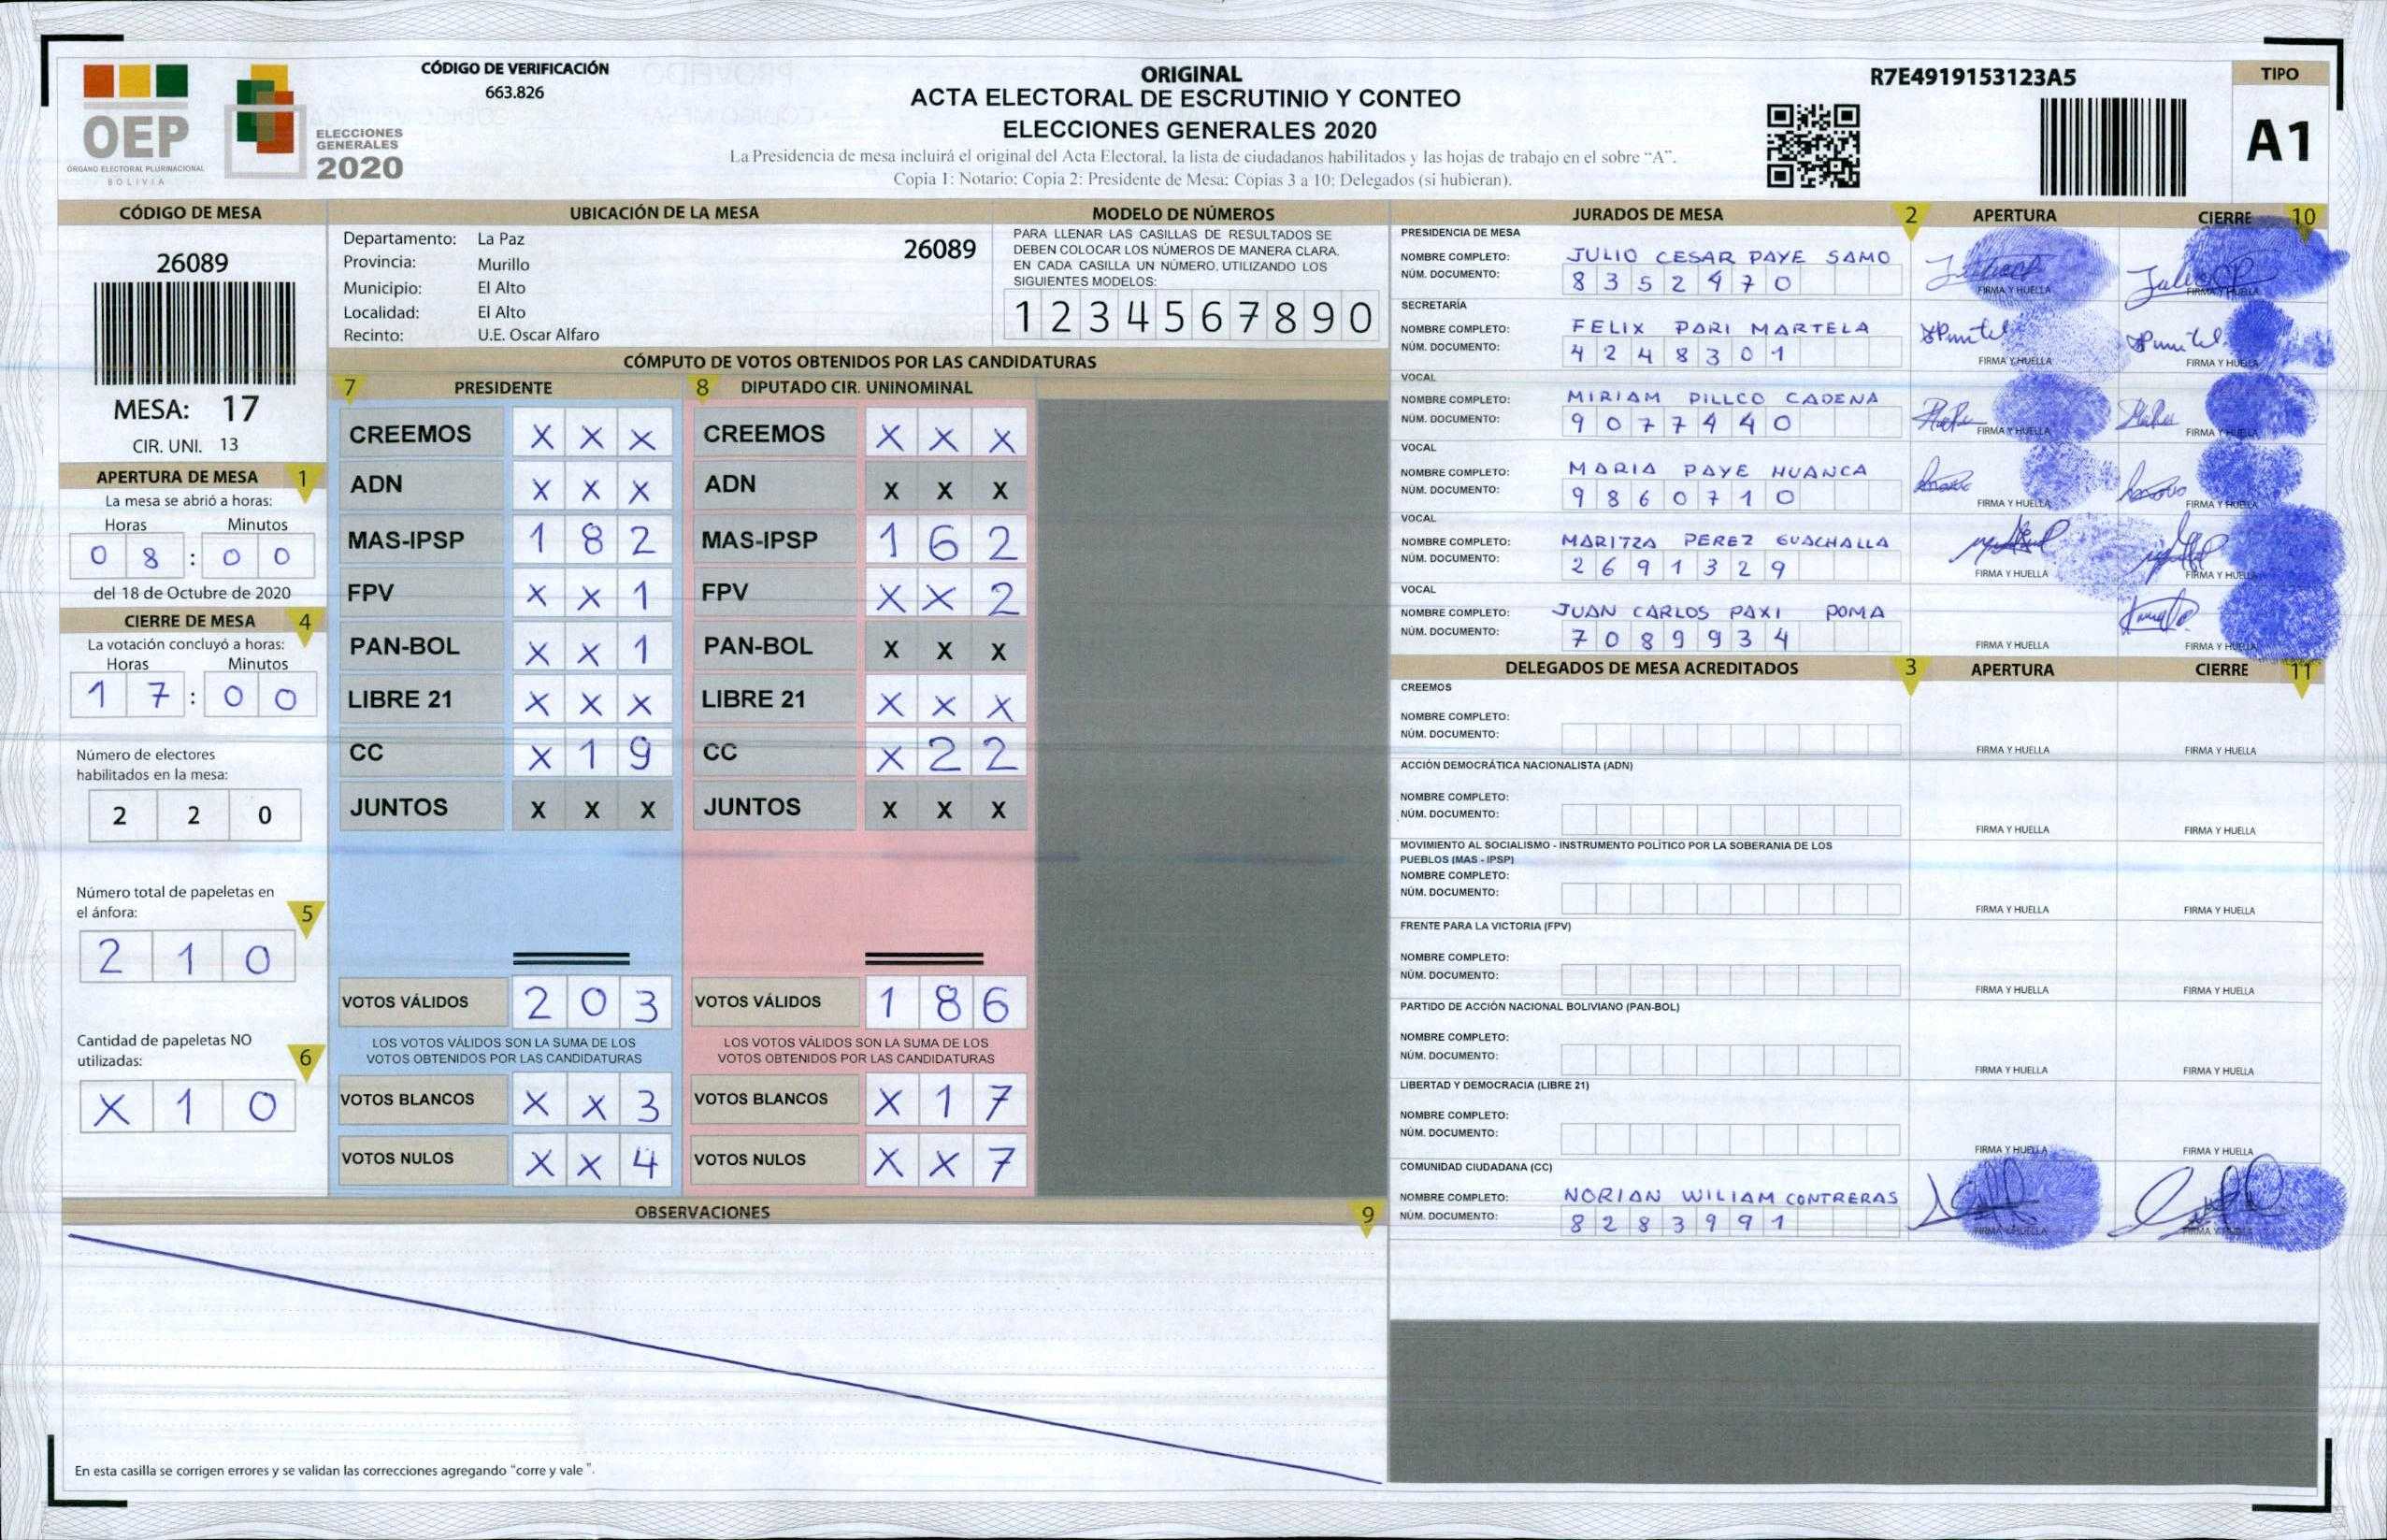 CÓDIGO DE VERIFICACIÓN
663.826
OEP
ÓRGANO ELECTORAL PLURINACIONAL
BOLIVIA
ELECCIONES
GENERALES
2020
ORIGINAL
ACTA ELECTORAL DE ESCRUTINIO Y CONTEO
ELECCIONES GENERALES 2020
La Presidencia de mesa incluirá el original del Acta Electoral, la lista de ciudadanos habilitados y las hojas de trabajo en el sobre "A".
Copia 1: Notario; Copia 2: Presidente de Mesa; Copias 3 a 10; Delegados (si hubieran).
R7E4919153123A5
TIPO
A1
CÓDIGO DE MESA
26089
MESA: 17
CIR. UNI. 13
APERTURA DE MESA 1
La mesa se abrió a horas:
Horas Minutos
0 8 : 0 0
del 18 de Octubre de 2020
CIERRE DE MESA 4
La votación concluyó a horas:
Horas Minutos
1 7 : 0 0
Número de electores
habilitados en la mesa:
2 2 0
Número total de papeletas en
el ánfora: 5
2 1 0
Cantidad de papeletas NO
utilizadas: 6
X 1 0
UBICACIÓN DE LA MESA
Departamento: La Paz 26089
Provincia: Murillo
Municipio: El Alto
Localidad: El Alto
Recinto: U.E. Oscar Alfaro
MODELO DE NÚMEROS
PARA LLENAR LAS CASILLAS DE RESULTADOS SE
DEBEN COLOCAR LOS NÚMEROS DE MANERA CLARA.
EN CADA CASILLA UN NÚMERO, UTILIZANDO LOS
SIGUIENTES MODELOS:
1 2 3 4 5 6 7 8 9 0
CÓMPUTO DE VOTOS OBTENIDOS POR LAS CANDIDATURAS
7 PRESIDENTE 8 DIPUTADO CIR. UNINOMINAL
CREEMOS X X X CREEMOS X X X
ADN X X X ADN X X X
MAS-IPSP 1 8 2 MAS-IPSP 1 6 2
FPV X X 1 FPV X X 2
PAN-BOL X X 1 PAN-BOL X X X
LIBRE 21 X X X LIBRE 21 X X X
CC X 1 9 CC X 2 2
JUNTOS X X X JUNTOS X X X
VOTOS VÁLIDOS 2 0 3 VOTOS VÁLIDOS 1 8 6
LOS VOTOS VÁLIDOS SON LA SUMA DE LOS LOS VOTOS VÁLIDOS SON LA SUMA DE LOS
VOTOS OBTENIDOS POR LAS CANDIDATURAS VOTOS OBTENIDOS POR LAS CANDIDATURAS
VOTOS BLANCOS X X 3 VOTOS BLANCOS X 1 7
VOTOS NULOS X X 4 VOTOS NULOS X X 7
OBSERVACIONES 9
En esta casilla se corrigen errores y se validan las correcciones agregando "corre y vale ".
JURADOS DE MESA 2 APERTURA CIERRE 10
PRESIDENCIA DE MESA
NOMBRE COMPLETO: JULIO CESAR PAYE SAMO
NÚM. DOCUMENTO: 8 3 5 2 4 7 0 FIRMA Y HUELLA FIRMA Y HUELLA
SECRETARÍA
NOMBRE COMPLETO: FELIX PARI MARTELA
NÚM. DOCUMENTO: 4 2 4 8 3 0 1 FIRMA Y HUELLA FIRMA Y HUELLA
VOCAL
NOMBRE COMPLETO: MIRIAM PILLCO CADENA
NÚM. DOCUMENTO: 9 0 7 7 4 4 0 FIRMA Y HUELLA FIRMA Y HUELLA
VOCAL
NOMBRE COMPLETO: MARIA PAYE HUANCA
NÚM. DOCUMENTO: 9 8 6 0 7 1 0 FIRMA Y HUELLA FIRMA Y HUELLA
VOCAL
NOMBRE COMPLETO: MARITZA PEREZ GUACHALLA
NÚM. DOCUMENTO: 2 6 9 1 3 2 9 FIRMA Y HUELLA FIRMA Y HUELLA
VOCAL
NOMBRE COMPLETO: JUAN CARLOS PAXI POMA
NÚM. DOCUMENTO: 7 0 8 9 9 3 4 FIRMA Y HUELLA FIRMA Y HUELLA
DELEGADOS DE MESA ACREDITADOS 3 APERTURA CIERRE 11
CREEMOS
NOMBRE COMPLETO:
NÚM. DOCUMENTO: FIRMA Y HUELLA FIRMA Y HUELLA
ACCIÓN DEMOCRÁTICA NACIONALISTA (ADN)
NOMBRE COMPLETO:
NÚM. DOCUMENTO: FIRMA Y HUELLA FIRMA Y HUELLA
MOVIMIENTO AL SOCIALISMO - INSTRUMENTO POLÍTICO POR LA SOBERANIA DE LOS
PUEBLOS (MAS - IPSP)
NOMBRE COMPLETO:
NÚM. DOCUMENTO: FIRMA Y HUELLA FIRMA Y HUELLA
FRENTE PARA LA VICTORIA (FPV)
NOMBRE COMPLETO:
NÚM. DOCUMENTO: FIRMA Y HUELLA FIRMA Y HUELLA
PARTIDO DE ACCIÓN NACIONAL BOLIVIANO (PAN-BOL)
NOMBRE COMPLETO:
NÚM. DOCUMENTO: FIRMA Y HUELLA FIRMA Y HUELLA
LIBERTAD Y DEMOCRACIA (LIBRE 21)
NOMBRE COMPLETO:
NÚM. DOCUMENTO: FIRMA Y HUELLA FIRMA Y HUELLA
COMUNIDAD CIUDADANA (CC)
NOMBRE COMPLETO: NORIAN WILIAM CONTRERAS
NÚM. DOCUMENTO: 8 2 8 3 9 9 1 FIRMA Y HUELLA FIRMA Y HUELLA